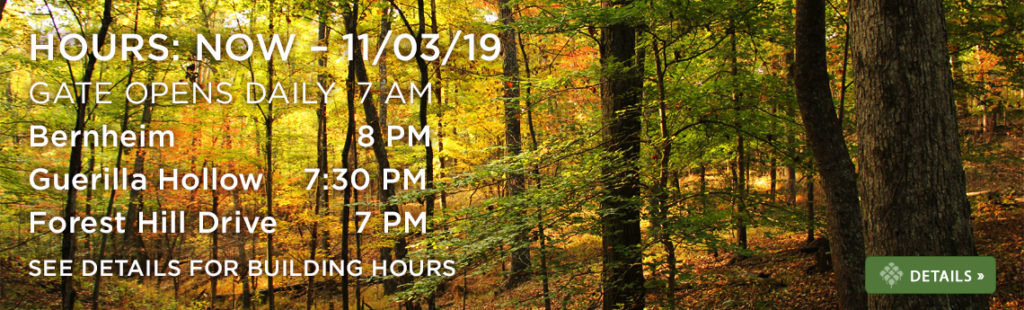 HOURS: NOW – 11/03/19
GATE OPENS DAILY 7 AM
Bernheim 8 PM
Guerilla Hollow 7:30 PM
Forest Hill Drive 7 PM
SEE DETAILS FOR BUILDING HOURS
DETAILS »